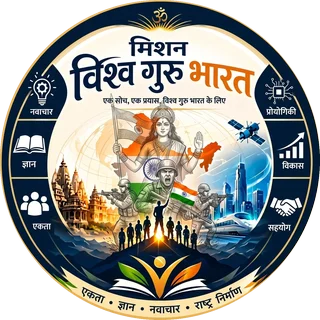 ॐ
मिशन
विश्व गुरु भारत
एक सोच, एक प्रयास, विश्व गुरु भारत के लिए
नवाचार
प्रौद्योगिकी
ज्ञान
विकास
एकता
सहयोग
एकता • ज्ञान • नवाचार • राष्ट्र निर्माण